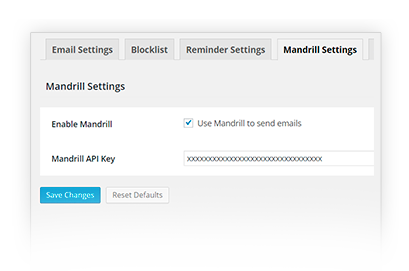 Email Settings Blocklist Reminder Settings Mandrill Settings
Mandrill Settings
Enable Mandrill Use Mandrill to send emails
Mandrill API Key xxxxxxxxxxxxxxxxxxxxxxxxxxxxxxxx
Save Changes Reset Defaults